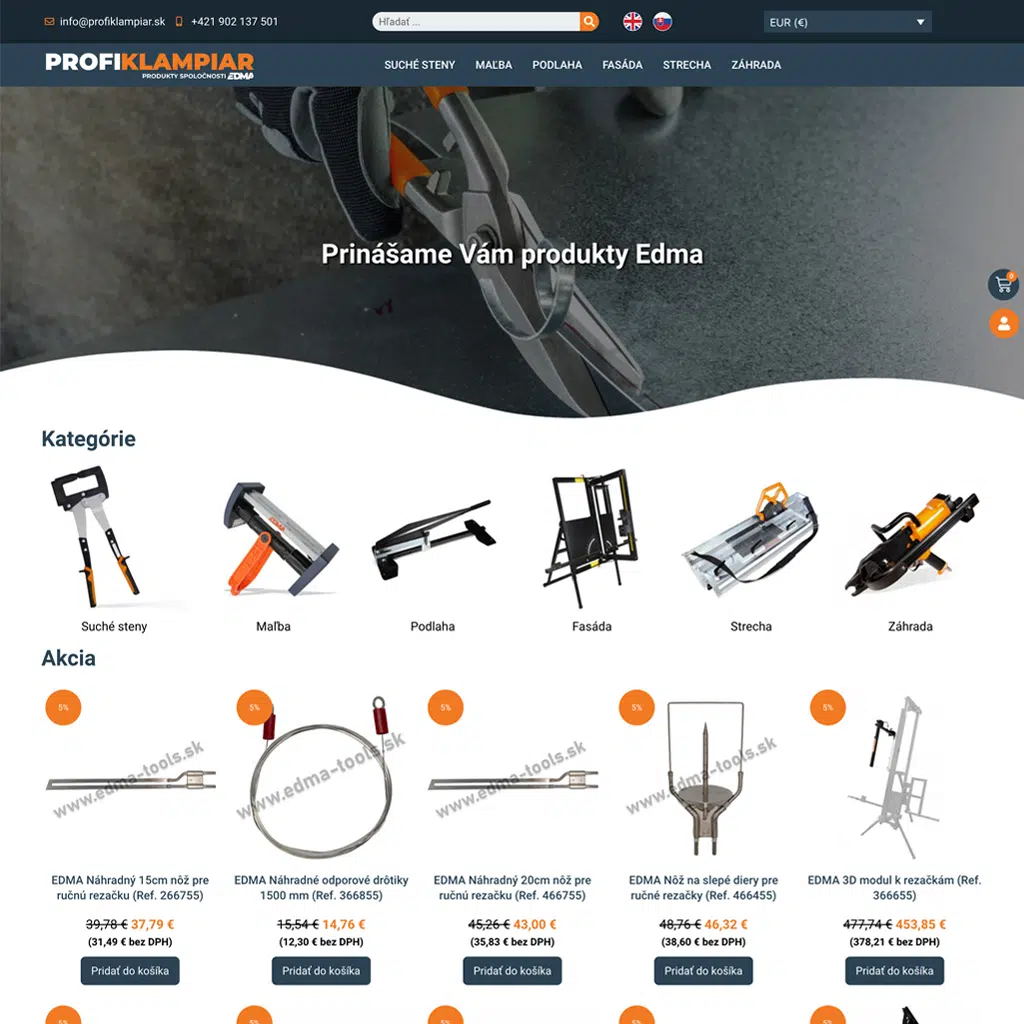 info@profiklampiar.sk
+421 902 137 501
Hľadať ...
EUR (€)
PROFIKLAMPIAR
PRODUKTY SPOLOČNOSTI EDMA
SUCHÉ STENY
MAĽBA
PODLAHA
FASÁDA
STRECHA
ZÁHRADA
Prinášame Vám produkty Edma
0
Kategórie
EDMA
Suché steny
Maľba
Podlaha
Fasáda
Strecha
Záhrada
Akcia
5%
5%
5%
5%
5%
www.edma-tools.sk
www.edma-tools.sk
www.edma-tools.sk
www.edma-tools.sk
EDMA Náhradný 15cm nôž pre
ručnú rezačku (Ref. 266755)
39,78 € 37,79 €
(31,49 € bez DPH)
Pridať do košíka
EDMA Náhradné odporové drôtiky
1500 mm (Ref. 366855)
15,54 € 14,76 €
(12,30 € bez DPH)
Pridať do košíka
EDMA Náhradný 20cm nôž pre
ručnú rezačku (Ref. 466755)
45,26 € 43,00 €
(35,83 € bez DPH)
Pridať do košíka
EDMA Nôž na slepé diery pre
ručné rezačky (Ref. 466455)
48,76 € 46,32 €
(38,60 € bez DPH)
Pridať do košíka
EDMA 3D modul k rezačkám (Ref.
366655)
477,74 € 453,85 €
(378,21 € bez DPH)
Pridať do košíka
5%
5%
5%
5%
5%